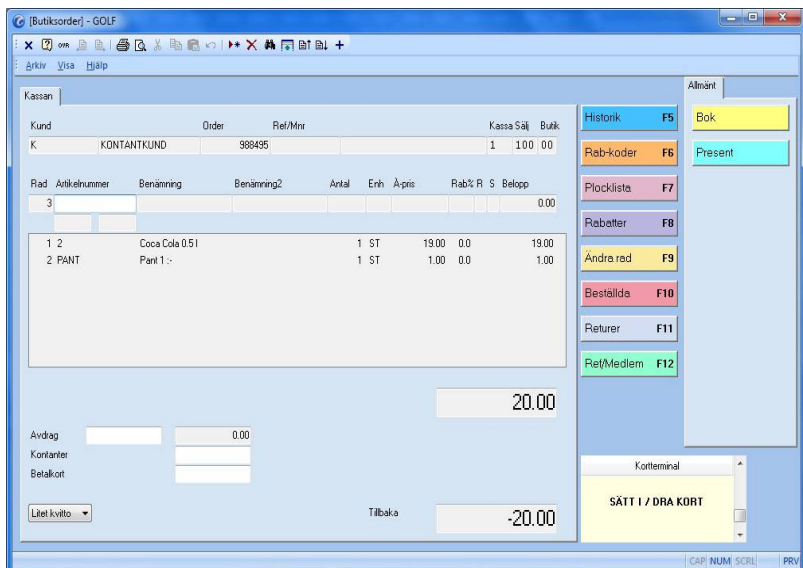 [Butiksorder] - GOLF
OVR
Arkiv Visa Hjälp
Kassan
Kund Order Ref/Mnr Kassa Sälj Butik
K KONTANTKUND 988495 1 100 00
Rad Artikelnummer Benämning Benämning2 Antal Enh À-pris Rab% R S Belopp
3 0.00
1 2 Coca Cola 0.5 l 1 ST 19.00 0.0 19.00
2 PANT Pant 1 :- 1 ST 1.00 0.0 1.00
20.00
Avdrag 0.00
Kontanter
Betalkort
Litet kvitto Tillbaka -20.00
Historik F5
Rab-koder F6
Plocklista F7
Rabatter F8
Ändra rad F9
Beställda F10
Returer F11
Ref/Medlem F12
Allmänt
Bok
Present
Kortterminal
SÄTT I / DRA KORT
CAP NUM SCRL PRV